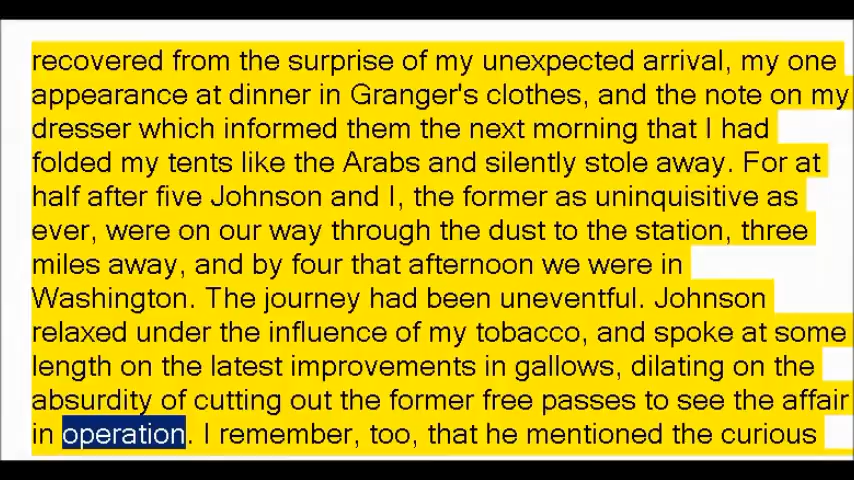 recovered from the surprise of my unexpected arrival, my one
appearance at dinner in Granger's clothes, and the note on my
dresser which informed them the next morning that I had
folded my tents like the Arabs and silently stole away. For at
half after five Johnson and I, the former as uninquisitive as
ever, were on our way through the dust to the station, three
miles away, and by four that afternoon we were in
Washington. The journey had been uneventful. Johnson
relaxed under the influence of my tobacco, and spoke at some
length on the latest improvements in gallows, dilating on the
absurdity of cutting out the former free passes to see the affair
in operation. I remember, too, that he mentioned the curious